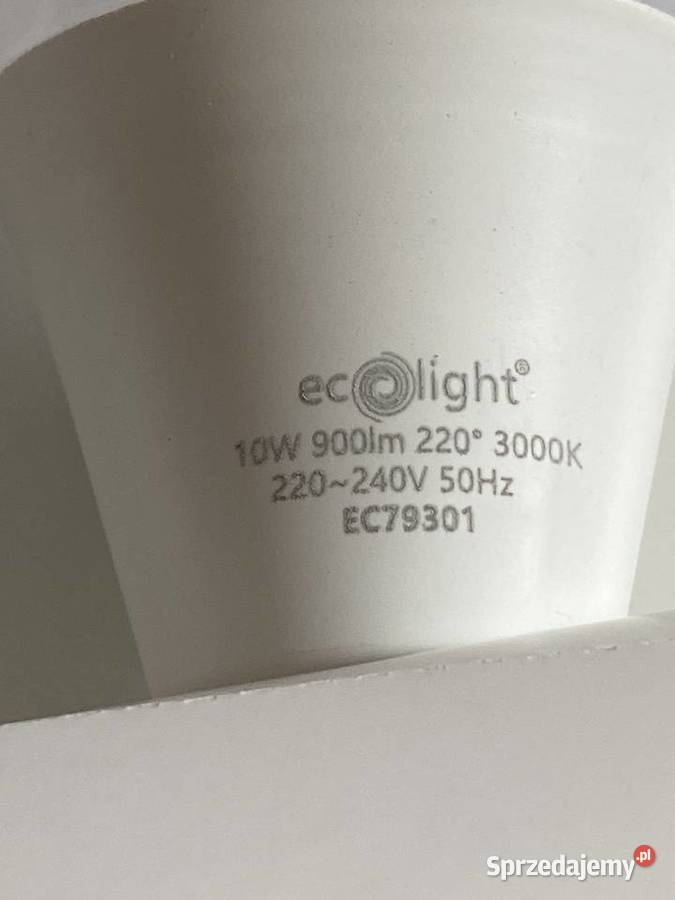 ecolight®
10W 900lm 220° 3000K
220~240V 50Hz
EC79301
Sprzedajemy.pl